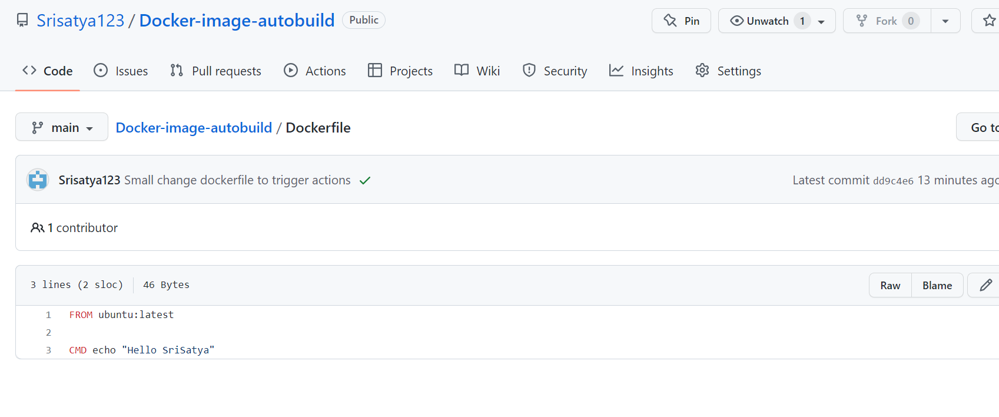 Srisatya123 / Docker-image-autobuild Public Pin Unwatch 1 Fork 0
Code Issues Pull requests Actions Projects Wiki Security Insights Settings
main Docker-image-autobuild / Dockerfile Go to
Srisatya123 Small change dockerfile to trigger actions Latest commit dd9c4e6 13 minutes ago
1 contributor
3 lines (2 sloc) 46 Bytes Raw Blame
1 FROM ubuntu:latest
2
3 CMD echo "Hello SriSatya"